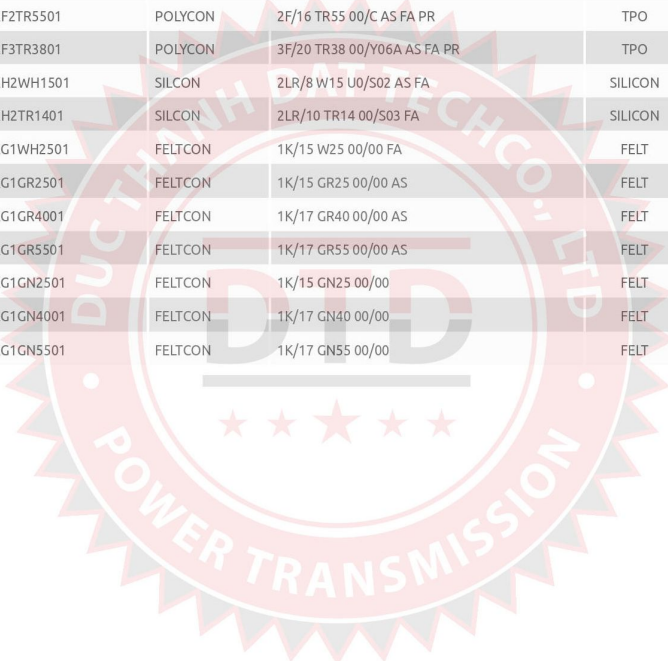 F2TR5501 POLYCON 2F/16 TR55 00/C AS FA PR TPO
F3TR3801 POLYCON 3F/20 TR38 00/Y06A AS FA PR TPO
H2WH1501 SILCON 2LR/8 W15 U0/S02 AS FA SILICON
H2TR1401 SILCON 2LR/10 TR14 00/S03 FA SILICON
G1WH2501 FELTCON 1K/15 W25 00/00 FA FELT
G1GR2501 FELTCON 1K/15 GR25 00/00 AS FELT
G1GR4001 FELTCON 1K/17 GR40 00/00 AS FELT
G1GR5501 FELTCON 1K/17 GR55 00/00 AS FELT
G1GN2501 FELTCON 1K/15 GN25 00/00 FELT
G1GN4001 FELTCON 1K/17 GN40 00/00 FELT
G1GN5501 FELTCON 1K/17 GN55 00/00 FELT
DUC THANH DAT TECHCO., LTD
DTD
POWER TRANSMISSION